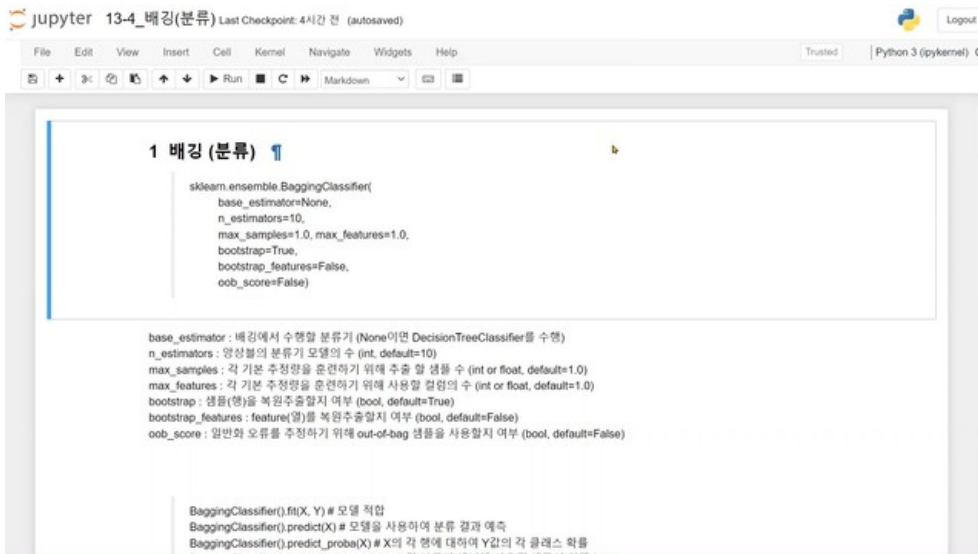 jupyter 13-4_배깅(분류) Last Checkpoint: 4시간 전 (autosaved)
Logout
File Edit View Insert Cell Kernel Navigate Widgets Help
Trusted Python 3 (ipykernel)
Run Markdown
1 배깅 (분류) ¶
sklearn.ensemble.BaggingClassifier(
base_estimator=None,
n_estimators=10,
max_samples=1.0, max_features=1.0,
bootstrap=True,
bootstrap_features=False,
oob_score=False)
base_estimator : 배깅에서 수행할 분류기 (None이면 DecisionTreeClassifier를 수행)
n_estimators : 앙상블의 분류기 모델의 수 (int, default=10)
max_samples : 각 기본 추정량을 훈련하기 위해 추출 할 샘플 수 (int or float, default=1.0)
max_features : 각 기본 추정량을 훈련하기 위해 사용할 컬럼의 수 (int or float, default=1.0)
bootstrap : 샘플(행)을 복원추출할지 여부 (bool, default=True)
bootstrap_features : feature(열)를 복원추출할지 여부 (bool, default=False)
oob_score : 일반화 오류를 추정하기 위해 out-of-bag 샘플을 사용할지 여부 (bool, default=False)
BaggingClassifier().fit(X, Y) # 모델 적합
BaggingClassifier().predict(X) # 모델을 사용하여 분류 결과 예측
BaggingClassifier().predict_proba(X) # X의 각 행에 대하여 Y값의 각 클래스 확률